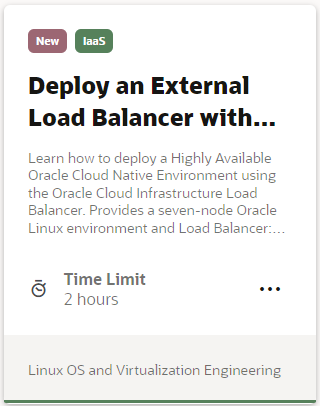 New IaaS
Deploy an External
Load Balancer with...
Learn how to deploy a Highly Available
Oracle Cloud Native Environment using
the Oracle Cloud Infrastructure Load
Balancer. Provides a seven-node Oracle
Linux environment and Load Balancer:...
Time Limit
2 hours
Linux OS and Virtualization Engineering